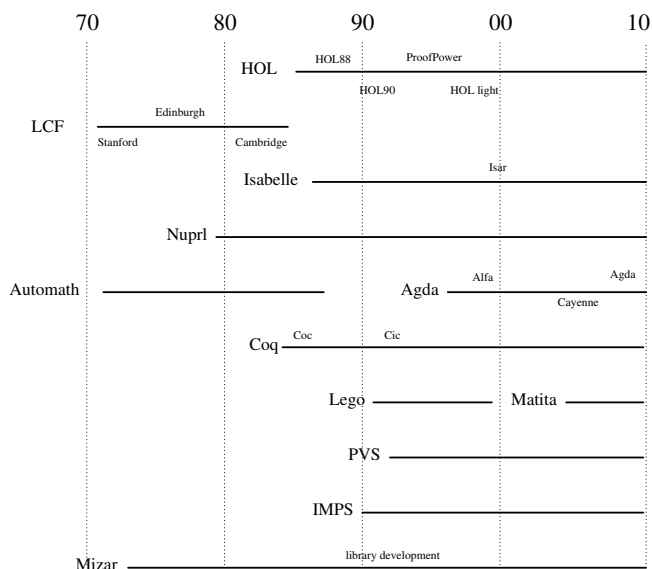 70 80 90 00 10
HOL88 ProofPower
HOL
HOL90 HOL light
Edinburgh
LCF
Stanford Cambridge
Isar
Isabelle
Nuprl
Alfa Agda
Automath Agda
Cayenne
Coc Cic
Coq
Lego Matita
PVS
IMPS
library development
Mizar